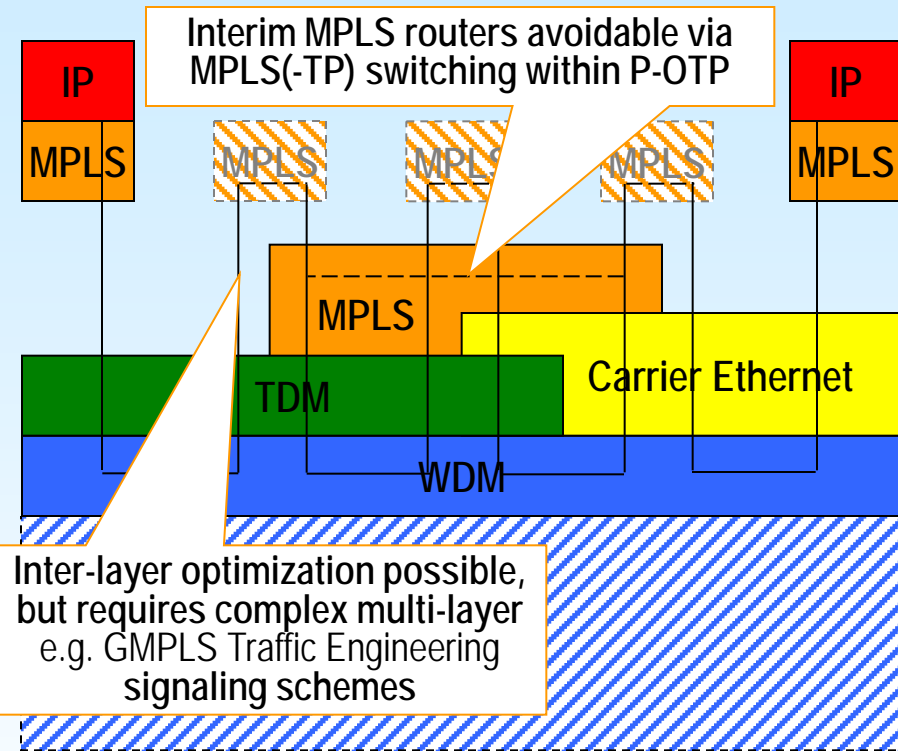 Interim MPLS routers avoidable via
MPLS(-TP) switching within P-OTP
IP
IP
MPLS
MPLS
MPLS
MPLS
MPLS
MPLS
Carrier Ethernet
TDM
WDM
Inter-layer optimization possible,
but requires complex multi-layer
e.g. GMPLS Traffic Engineering
signaling schemes